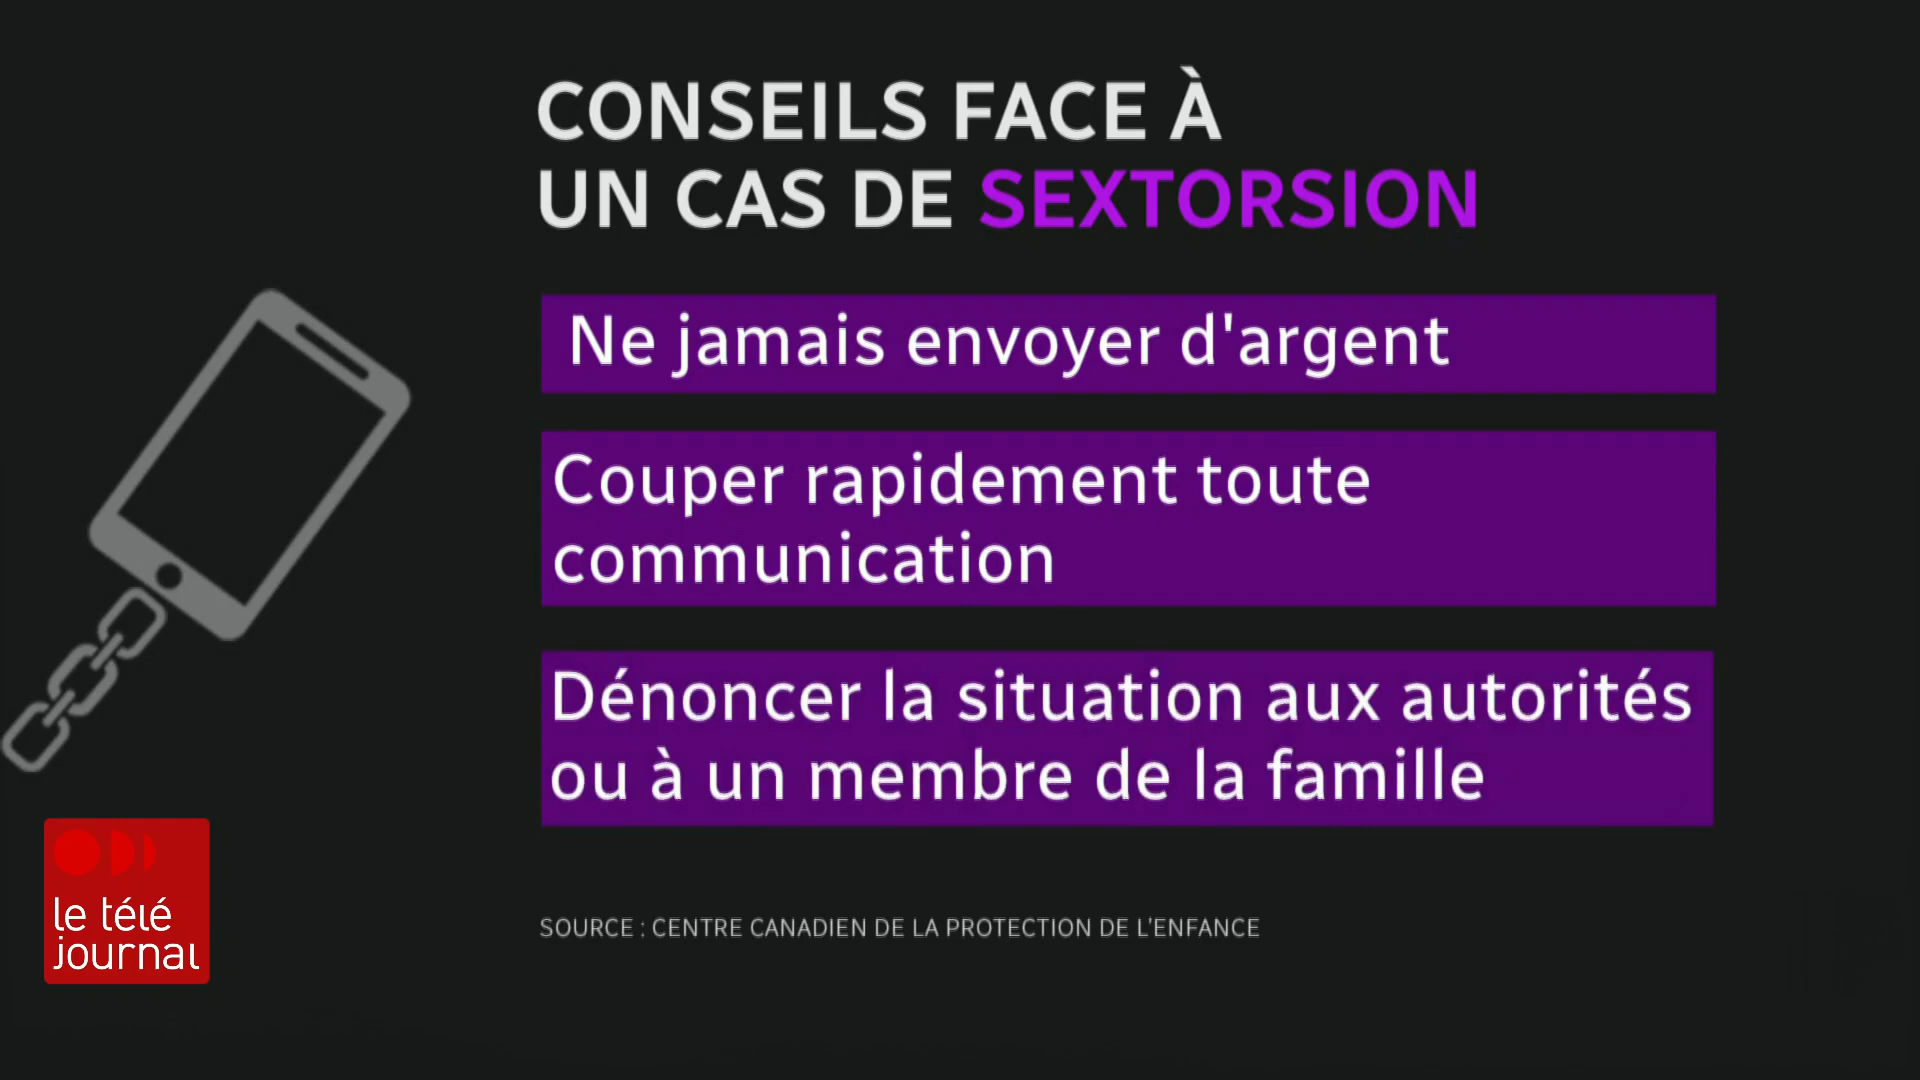 CONSEILS FACE À
UN CAS DE SEXTORSION
Ne jamais envoyer d'argent
Couper rapidement toute
communication
Dénoncer la situation aux autorités
ou à un membre de la famille
le télé
journal
SOURCE : CENTRE CANADIEN DE LA PROTECTION DE L'ENFANCE